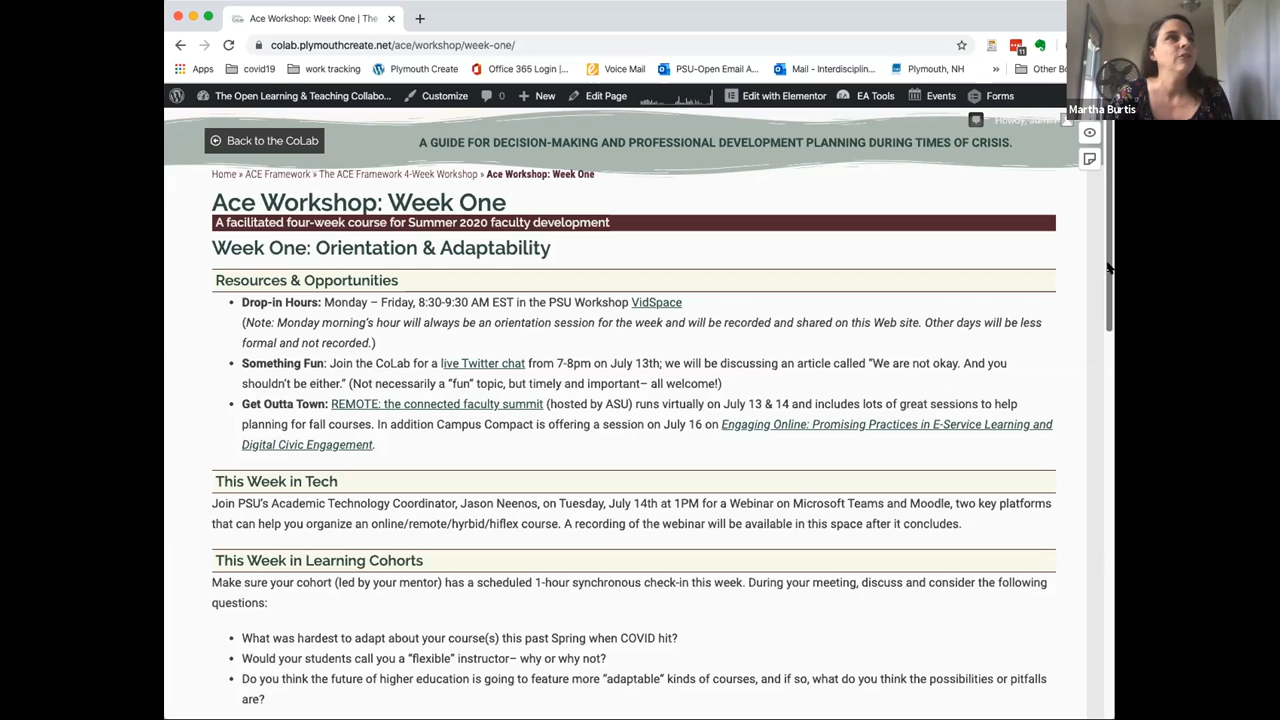 Ace Workshop: Week One | The
colab.plymouthcreate.net/ace/workshop/week-one/
11
Apps covid19 work tracking Plymouth Create Office 365 Login |... Voice Mail PSU-Open Email A... Mail - Interdisciplin... Plymouth, NH » Other Bo
The Open Learning & Teaching Collabo... Customize 0 New Edit Page Edit with Elementor EA Tools Events Forms
Martha Burtis
Back to the CoLab
A GUIDE FOR DECISION-MAKING AND PROFESSIONAL DEVELOPMENT PLANNING DURING TIMES OF CRISIS.
Home » ACE Framework » The ACE Framework 4-Week Workshop » Ace Workshop: Week One
Ace Workshop: Week One
A facilitated four-week course for Summer 2020 faculty development
Week One: Orientation & Adaptability
Resources & Opportunities
• Drop-in Hours: Monday – Friday, 8:30-9:30 AM EST in the PSU Workshop VidSpace
(Note: Monday morning's hour will always be an orientation session for the week and will be recorded and shared on this Web site. Other days will be less
formal and not recorded.)
• Something Fun: Join the CoLab for a live Twitter chat from 7-8pm on July 13th; we will be discussing an article called “We are not okay. And you
shouldn't be either.” (Not necessarily a “fun” topic, but timely and important– all welcome!)
• Get Outta Town: REMOTE: the connected faculty summit (hosted by ASU) runs virtually on July 13 & 14 and includes lots of great sessions to help
planning for fall courses. In addition Campus Compact is offering a session on July 16 on Engaging Online: Promising Practices in E-Service Learning and
Digital Civic Engagement.
This Week in Tech
Join PSU's Academic Technology Coordinator, Jason Neenos, on Tuesday, July 14th at 1PM for a Webinar on Microsoft Teams and Moodle, two key platforms
that can help you organize an online/remote/hyrbid/hiflex course. A recording of the webinar will be available in this space after it concludes.
This Week in Learning Cohorts
Make sure your cohort (led by your mentor) has a scheduled 1-hour synchronous check-in this week. During your meeting, discuss and consider the following
questions:
• What was hardest to adapt about your course(s) this past Spring when COVID hit?
• Would your students call you a “flexible” instructor– why or why not?
• Do you think the future of higher education is going to feature more “adaptable” kinds of courses, and if so, what do you think the possibilities or pitfalls
are?